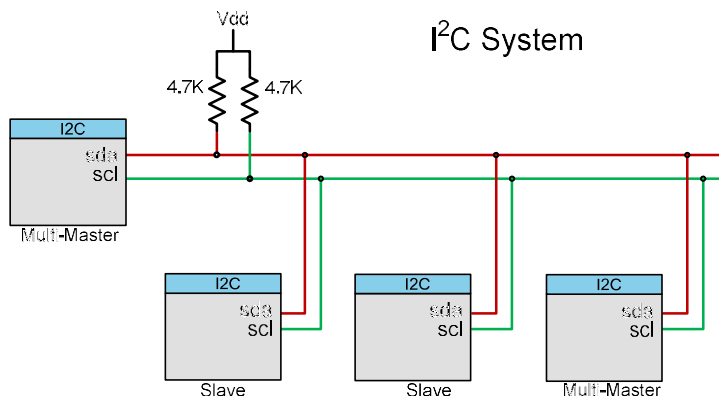 Vdd
I²C System
4.7K 4.7K
I2C
sda
scl
Multi-Master
I2C
sda
scl
Slave
I2C
sda
scl
Slave
I2C
sda
scl
Multi-Master